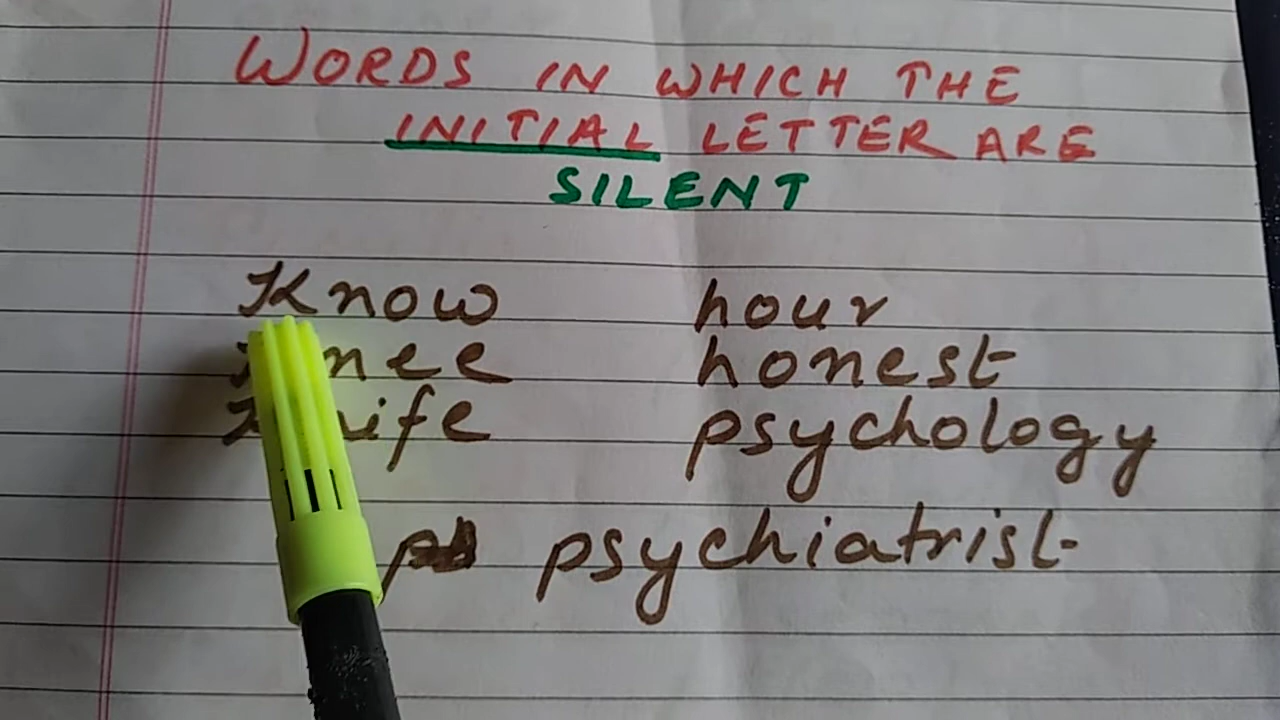 WORDS IN WHICH THE
INITIAL LETTER ARE
SILENT
Know hour
honest
psychology
psychiatrist